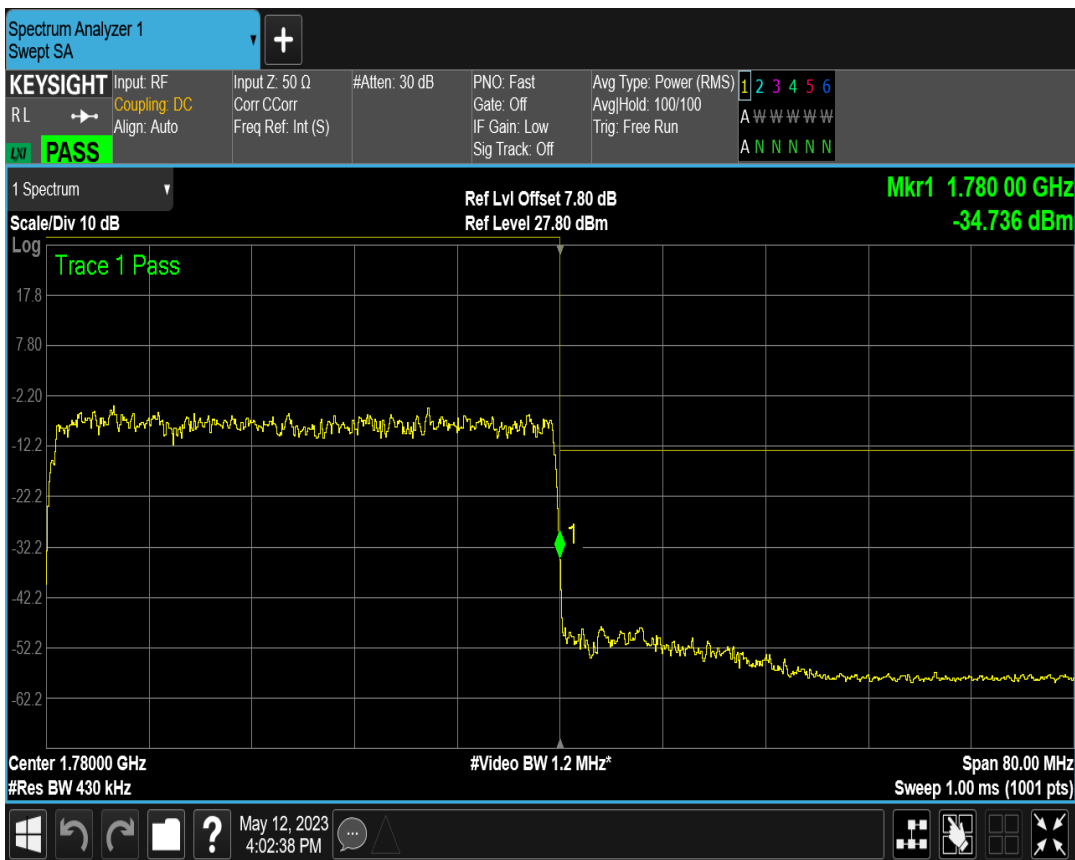 Spectrum Analyzer 1
Swept SA
+
KEYSIGHT
RL
LXI PASS
Input: RF
Coupling: DC
Align: Auto
Input Z: 50 Ω
Corr CCorr
Freq Ref: Int (S)
#Atten: 30 dB
PNO: Fast
Gate: Off
IF Gain: Low
Sig Track: Off
Avg Type: Power (RMS)
Avg|Hold: 100/100
Trig: Free Run
1 2 3 4 5 6
A W W W W W
A N N N N N
1 Spectrum
Scale/Div 10 dB
Ref Lvl Offset 7.80 dB
Ref Level 27.80 dBm
Mkr1 1.780 00 GHz
-34.736 dBm
Log
Trace 1 Pass
17.8
7.80
-2.20
-12.2
-22.2
-32.2
-42.2
-52.2
-62.2
1
Center 1.78000 GHz
#Res BW 430 kHz
#Video BW 1.2 MHz*
Span 80.00 MHz
Sweep 1.00 ms (1001 pts)
?
May 12, 2023
4:02:38 PM